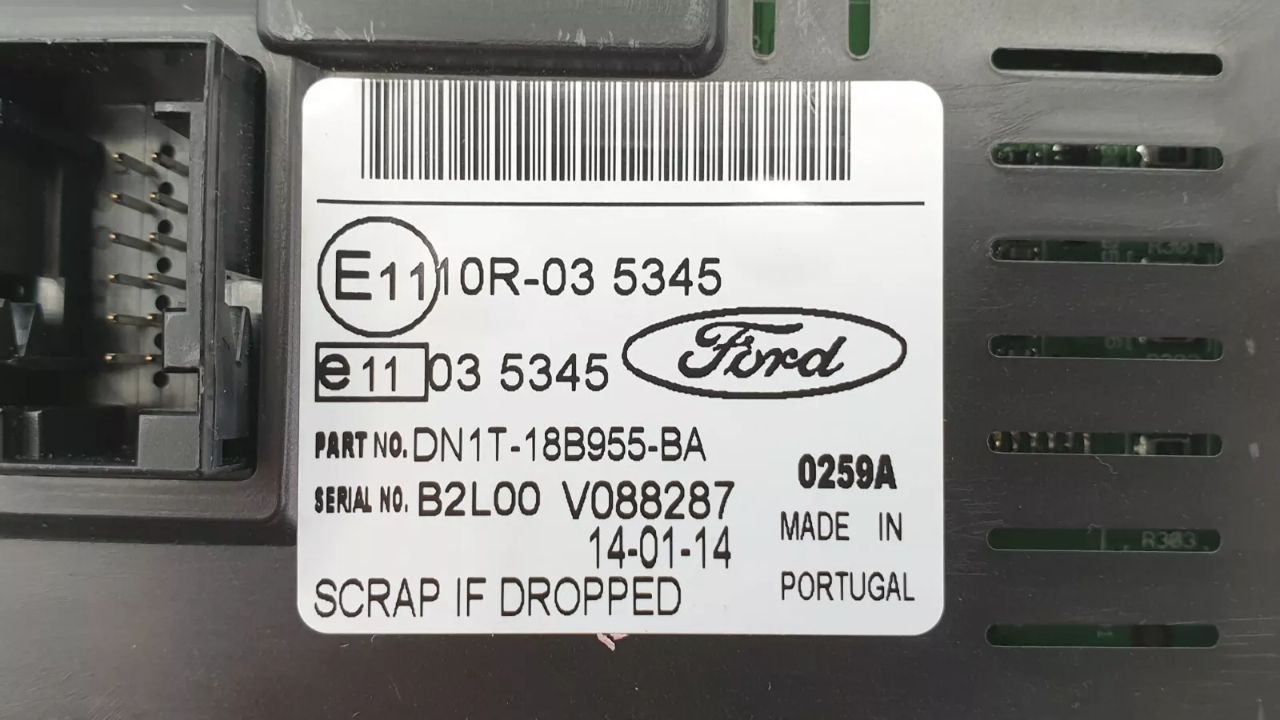 E11 10R-03 5345
e11 03 5345
Ford
PART NO. DN1T-18B955-BA
SERIAL NO. B2L00 V088287
14-01-14
0259A
MADE IN
PORTUGAL
SCRAP IF DROPPED
R303